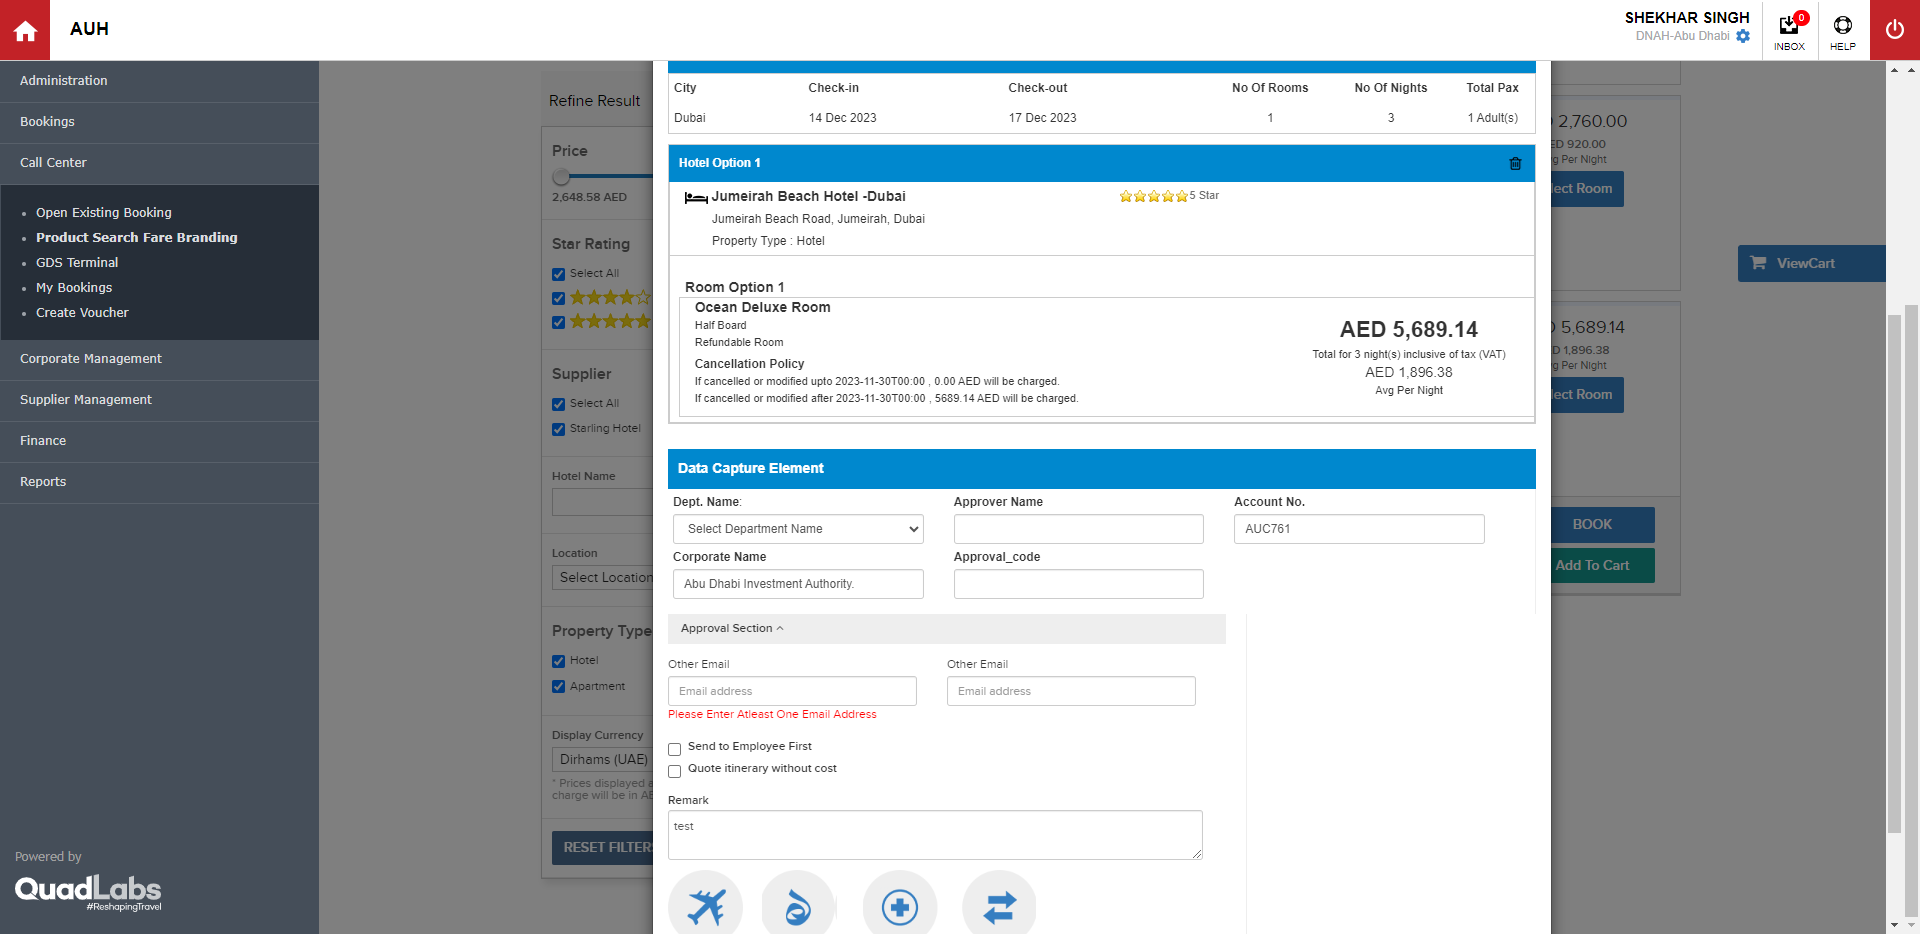 AUH
SHEKHAR SINGH
DNAH-Abu Dhabi
0
INBOX
HELP
Administration
Bookings
Call Center
Open Existing Booking
Product Search Fare Branding
GDS Terminal
My Bookings
Create Voucher
Corporate Management
Supplier Management
Finance
Reports
Powered by
QuadLabs
#ReshapingTravel
Refine Result
Price
2,648.58 AED
Star Rating
Select All
Supplier
Select All
Starling Hotel
Hotel Name
Location
Select Location
Property Type
Hotel
Apartment
Display Currency
Dirhams (UAE)
* Prices displayed
charge will be in
RESET FILTERS
City Check-in Check-out No Of Rooms No Of Nights Total Pax
Dubai 14 Dec 2023 17 Dec 2023 1 3 1 Adult(s)
Hotel Option 1
Jumeirah Beach Hotel -Dubai 5 Star
Jumeirah Beach Road, Jumeirah, Dubai
Property Type : Hotel
Room Option 1
Ocean Deluxe Room
Half Board
Refundable Room
Cancellation Policy
If cancelled or modified upto 2023-11-30T00:00 , 0.00 AED will be charged.
If cancelled or modified after 2023-11-30T00:00 , 5689.14 AED will be charged.
AED 5,689.14
Total for 3 night(s) inclusive of tax (VAT)
AED 1,896.38
Avg Per Night
Data Capture Element
Dept. Name: Approver Name Account No.
Select Department Name AUC761
Corporate Name Approval_code
Abu Dhabi Investment Authority.
Approval Section
Other Email Other Email
Email address Email address
Please Enter Atleast One Email Address
Send to Employee First
Quote itinerary without cost
Remark
test
2,760.00
ED 920.00
g Per Night
lect Room
ViewCart
5,689.14
D 1,896.38
g Per Night
lect Room
BOOK
Add To Cart